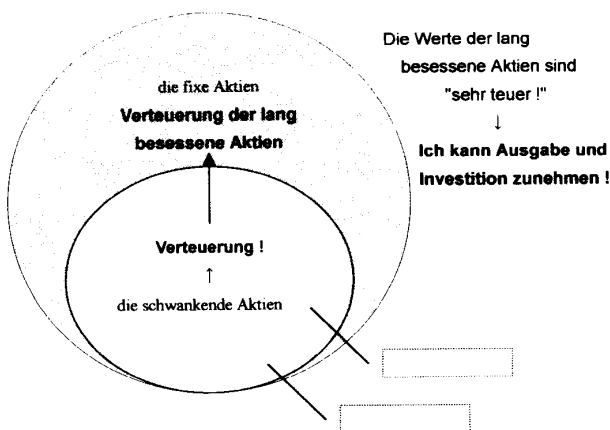 die fixe Aktien
Verteuerung der lang
besessene Aktien
Verteuerung !
↑
die schwankende Aktien
Die Werte der lang
besessene Aktien sind
"sehr teuer !"
↓
Ich kann Ausgabe und
Investition zunehmen !